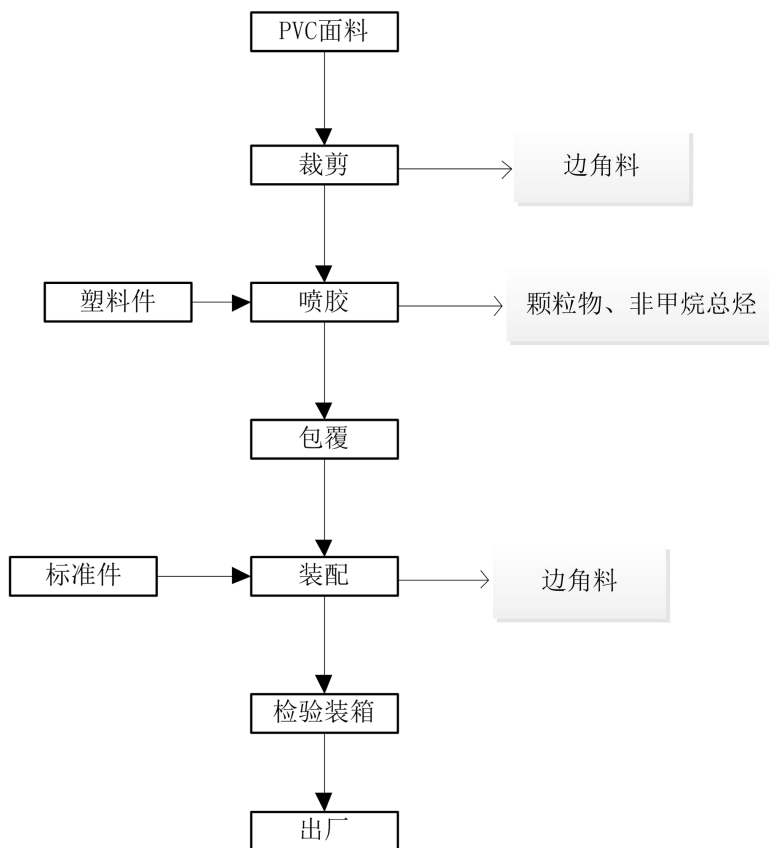 PVC面料
裁剪
边角料
塑料件
喷胶
颗粒物、非甲烷总烃
包覆
标准件
装配
边角料
检验装箱
出厂